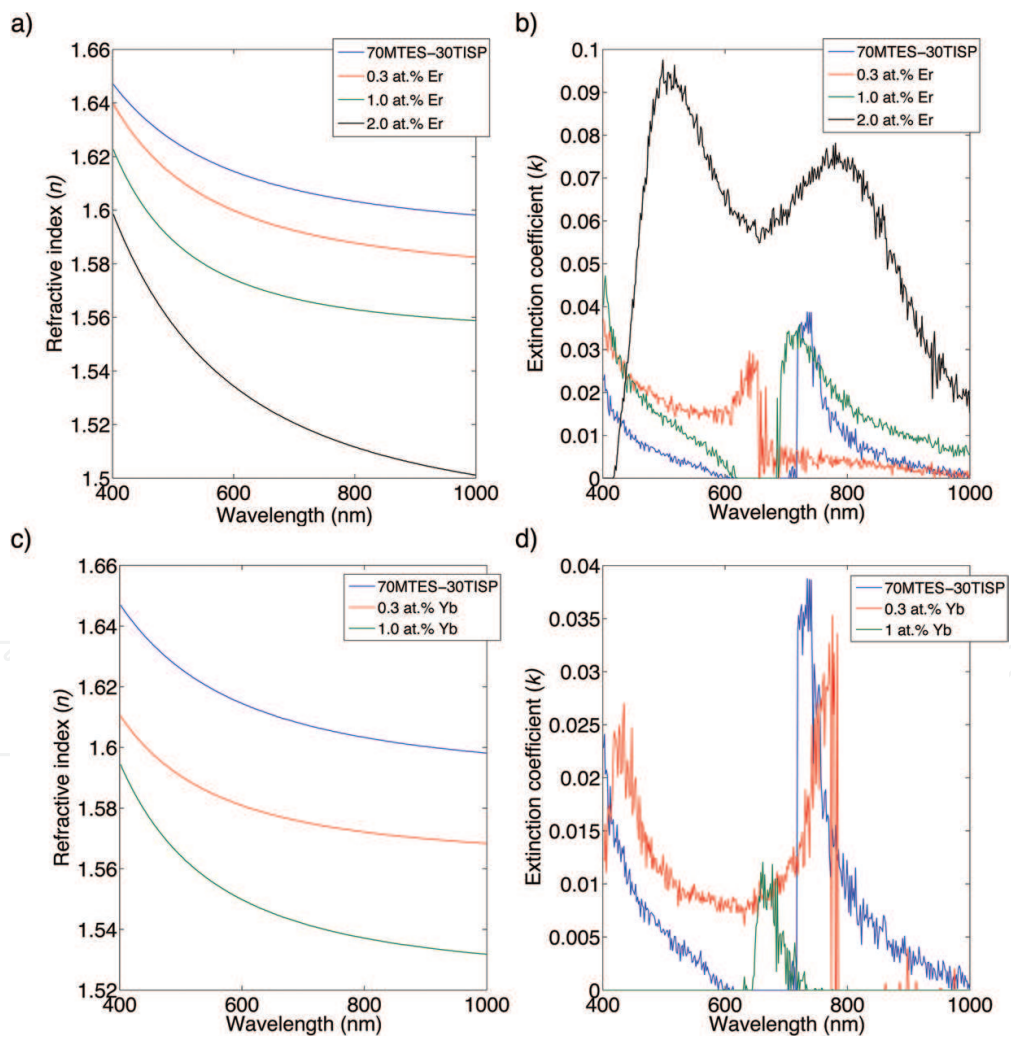 a)
1.66
1.64
1.62
1.6
1.58
1.56
1.54
1.52
1.5
400
600
800
1000
Refractive index (n)
Wavelength (nm)
70MTES−30TISP
0.3 at.% Er
1.0 at.% Er
2.0 at.% Er
b)
0.1
0.09
0.08
0.07
0.06
0.05
0.04
0.03
0.02
0.01
0
400
600
800
1000
Extinction coefficient (k)
Wavelength (nm)
70MTES−30TISP
0.3 at.% Er
1.0 at.% Er
2.0 at.% Er
c)
1.66
1.64
1.62
1.6
1.58
1.56
1.54
1.52
400
600
800
1000
Refractive index (n)
Wavelength (nm)
70MTES−30TISP
0.3 at.% Yb
1.0 at.% Yb
d)
0.04
0.035
0.03
0.025
0.02
0.015
0.01
0.005
0
400
600
800
1000
Extinction coefficient (k)
Wavelength (nm)
70MTES−30TISP
0.3 at.% Yb
1 at.% Yb